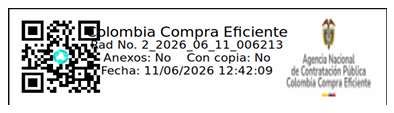 Colombia Compra Eficiente
Rad No. 2_2026_06_11_006213
Anexos: No Con copia: No
Fecha: 11/06/2026 12:42:09
Agencia Nacional
de Contratación Pública
Colombia Compra Eficiente